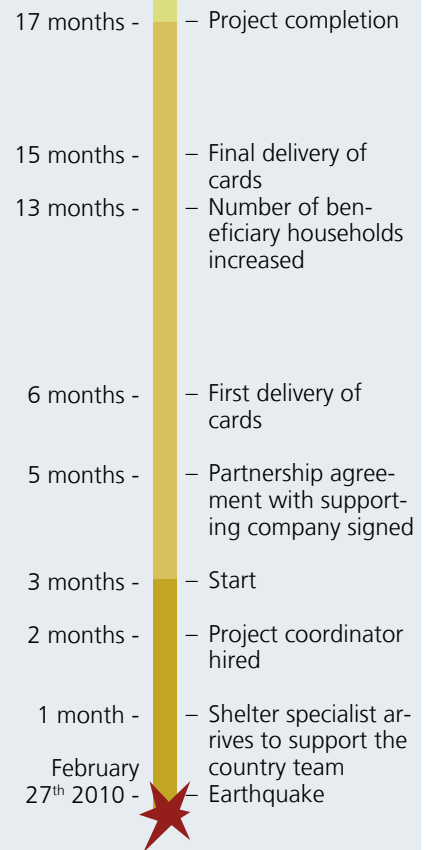 17 months - – Project completion
15 months - – Final delivery of
cards
13 months - – Number of ben-
eficiary households
increased
6 months - – First delivery of
cards
5 months - – Partnership agree-
ment with support-
ing company signed
3 months - – Start
2 months - – Project coordinator
hired
1 month - – Shelter specialist ar-
rives to support the
country team
February
27th 2010 - – Earthquake